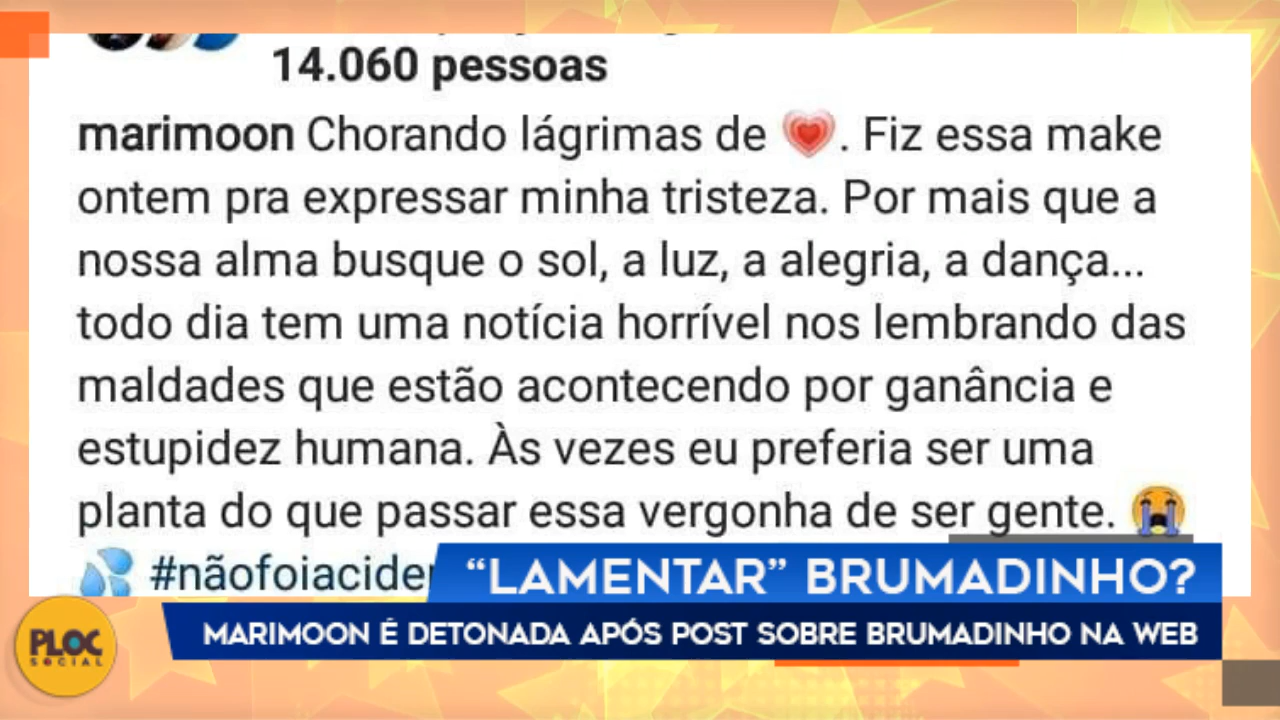 14.060 pessoas
marimoon Chorando lágrimas de 💗. Fiz essa make
ontem pra expressar minha tristeza. Por mais que a
nossa alma busque o sol, a luz, a alegria, a dança...
todo dia tem uma notícia horrível nos lembrando das
maldades que estão acontecendo por ganância e
estupidez humana. Às vezes eu preferia ser uma
planta do que passar essa vergonha de ser gente. 😭
💦
“LAMENTAR” BRUMADINHO?
MARIMOON É DETONADA APÓS POST SOBRE BRUMADINHO NA WEB
PLOC
SOCIAL